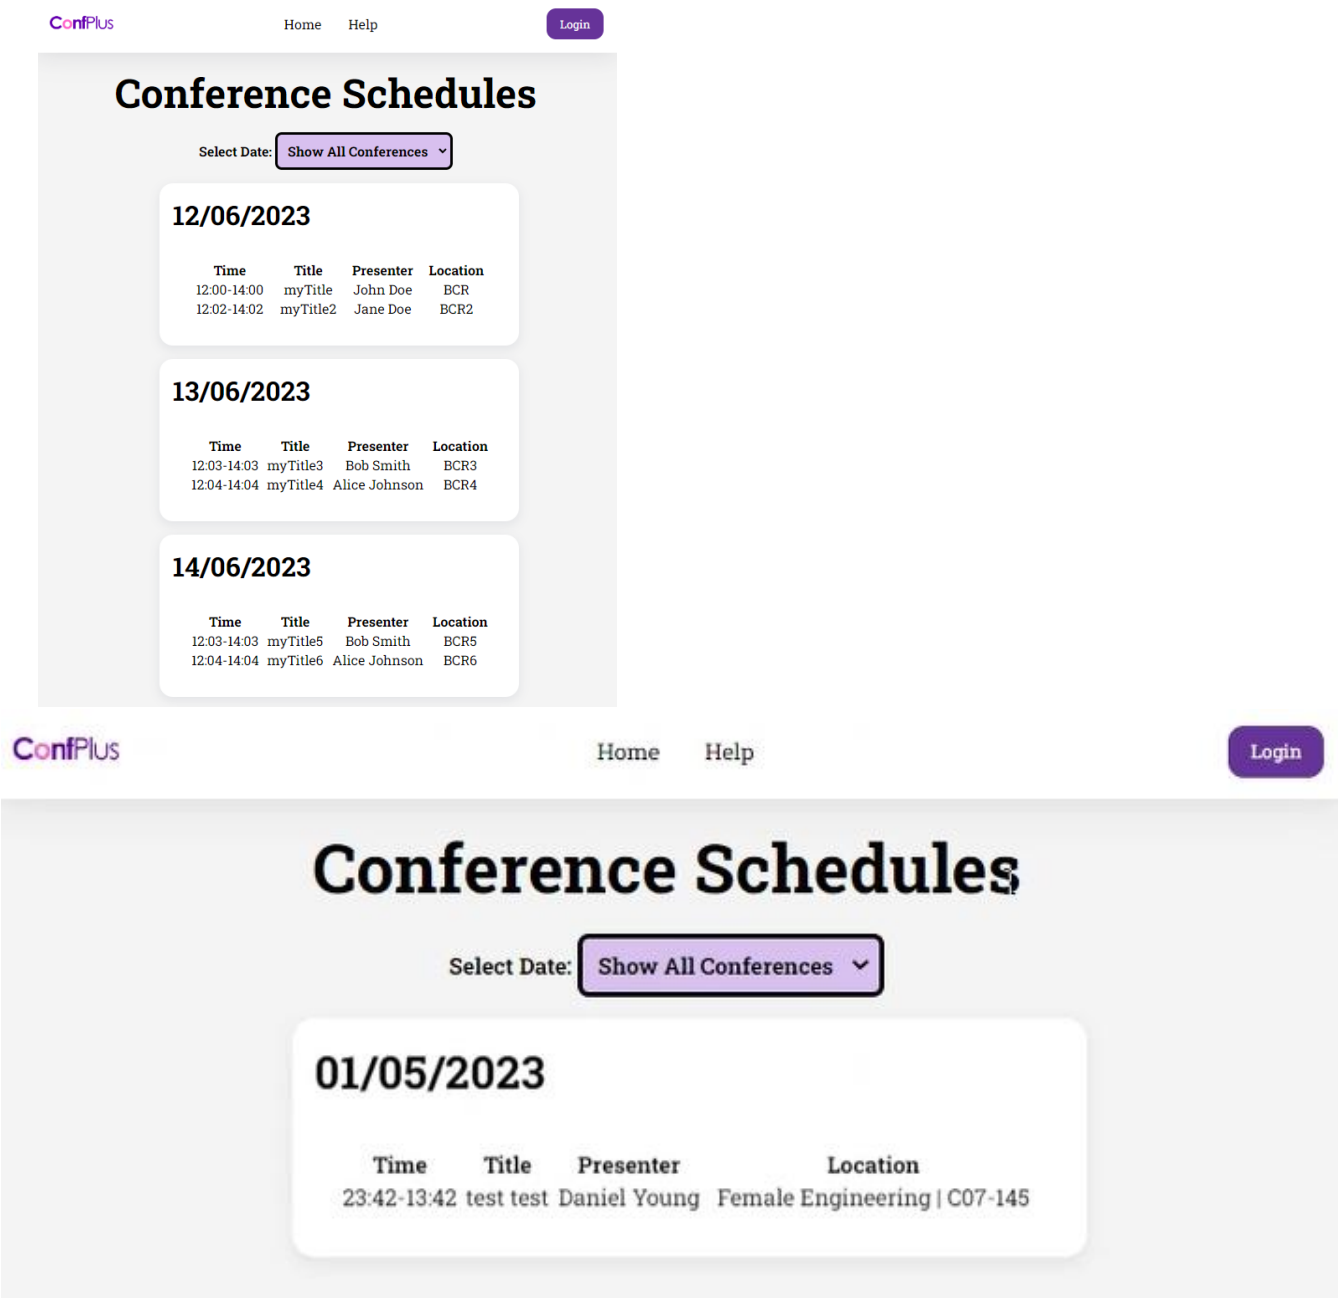 ConfPlus Home Help Login
Conference Schedules
Select Date: Show All Conferences
12/06/2023
Time Title Presenter Location
12:00-14:00 myTitle John Doe BCR
12:02-14:02 myTitle2 Jane Doe BCR2
13/06/2023
Time Title Presenter Location
12:03-14:03 myTitle3 Bob Smith BCR3
12:04-14:04 myTitle4 Alice Johnson BCR4
14/06/2023
Time Title Presenter Location
12:03-14:03 myTitle5 Bob Smith BCR5
12:04-14:04 myTitle6 Alice Johnson BCR6
ConfPlus Home Help Login
Conference Schedules
Select Date: Show All Conferences
01/05/2023
Time Title Presenter Location
23:42-13:42 test test Daniel Young Female Engineering | C07-145